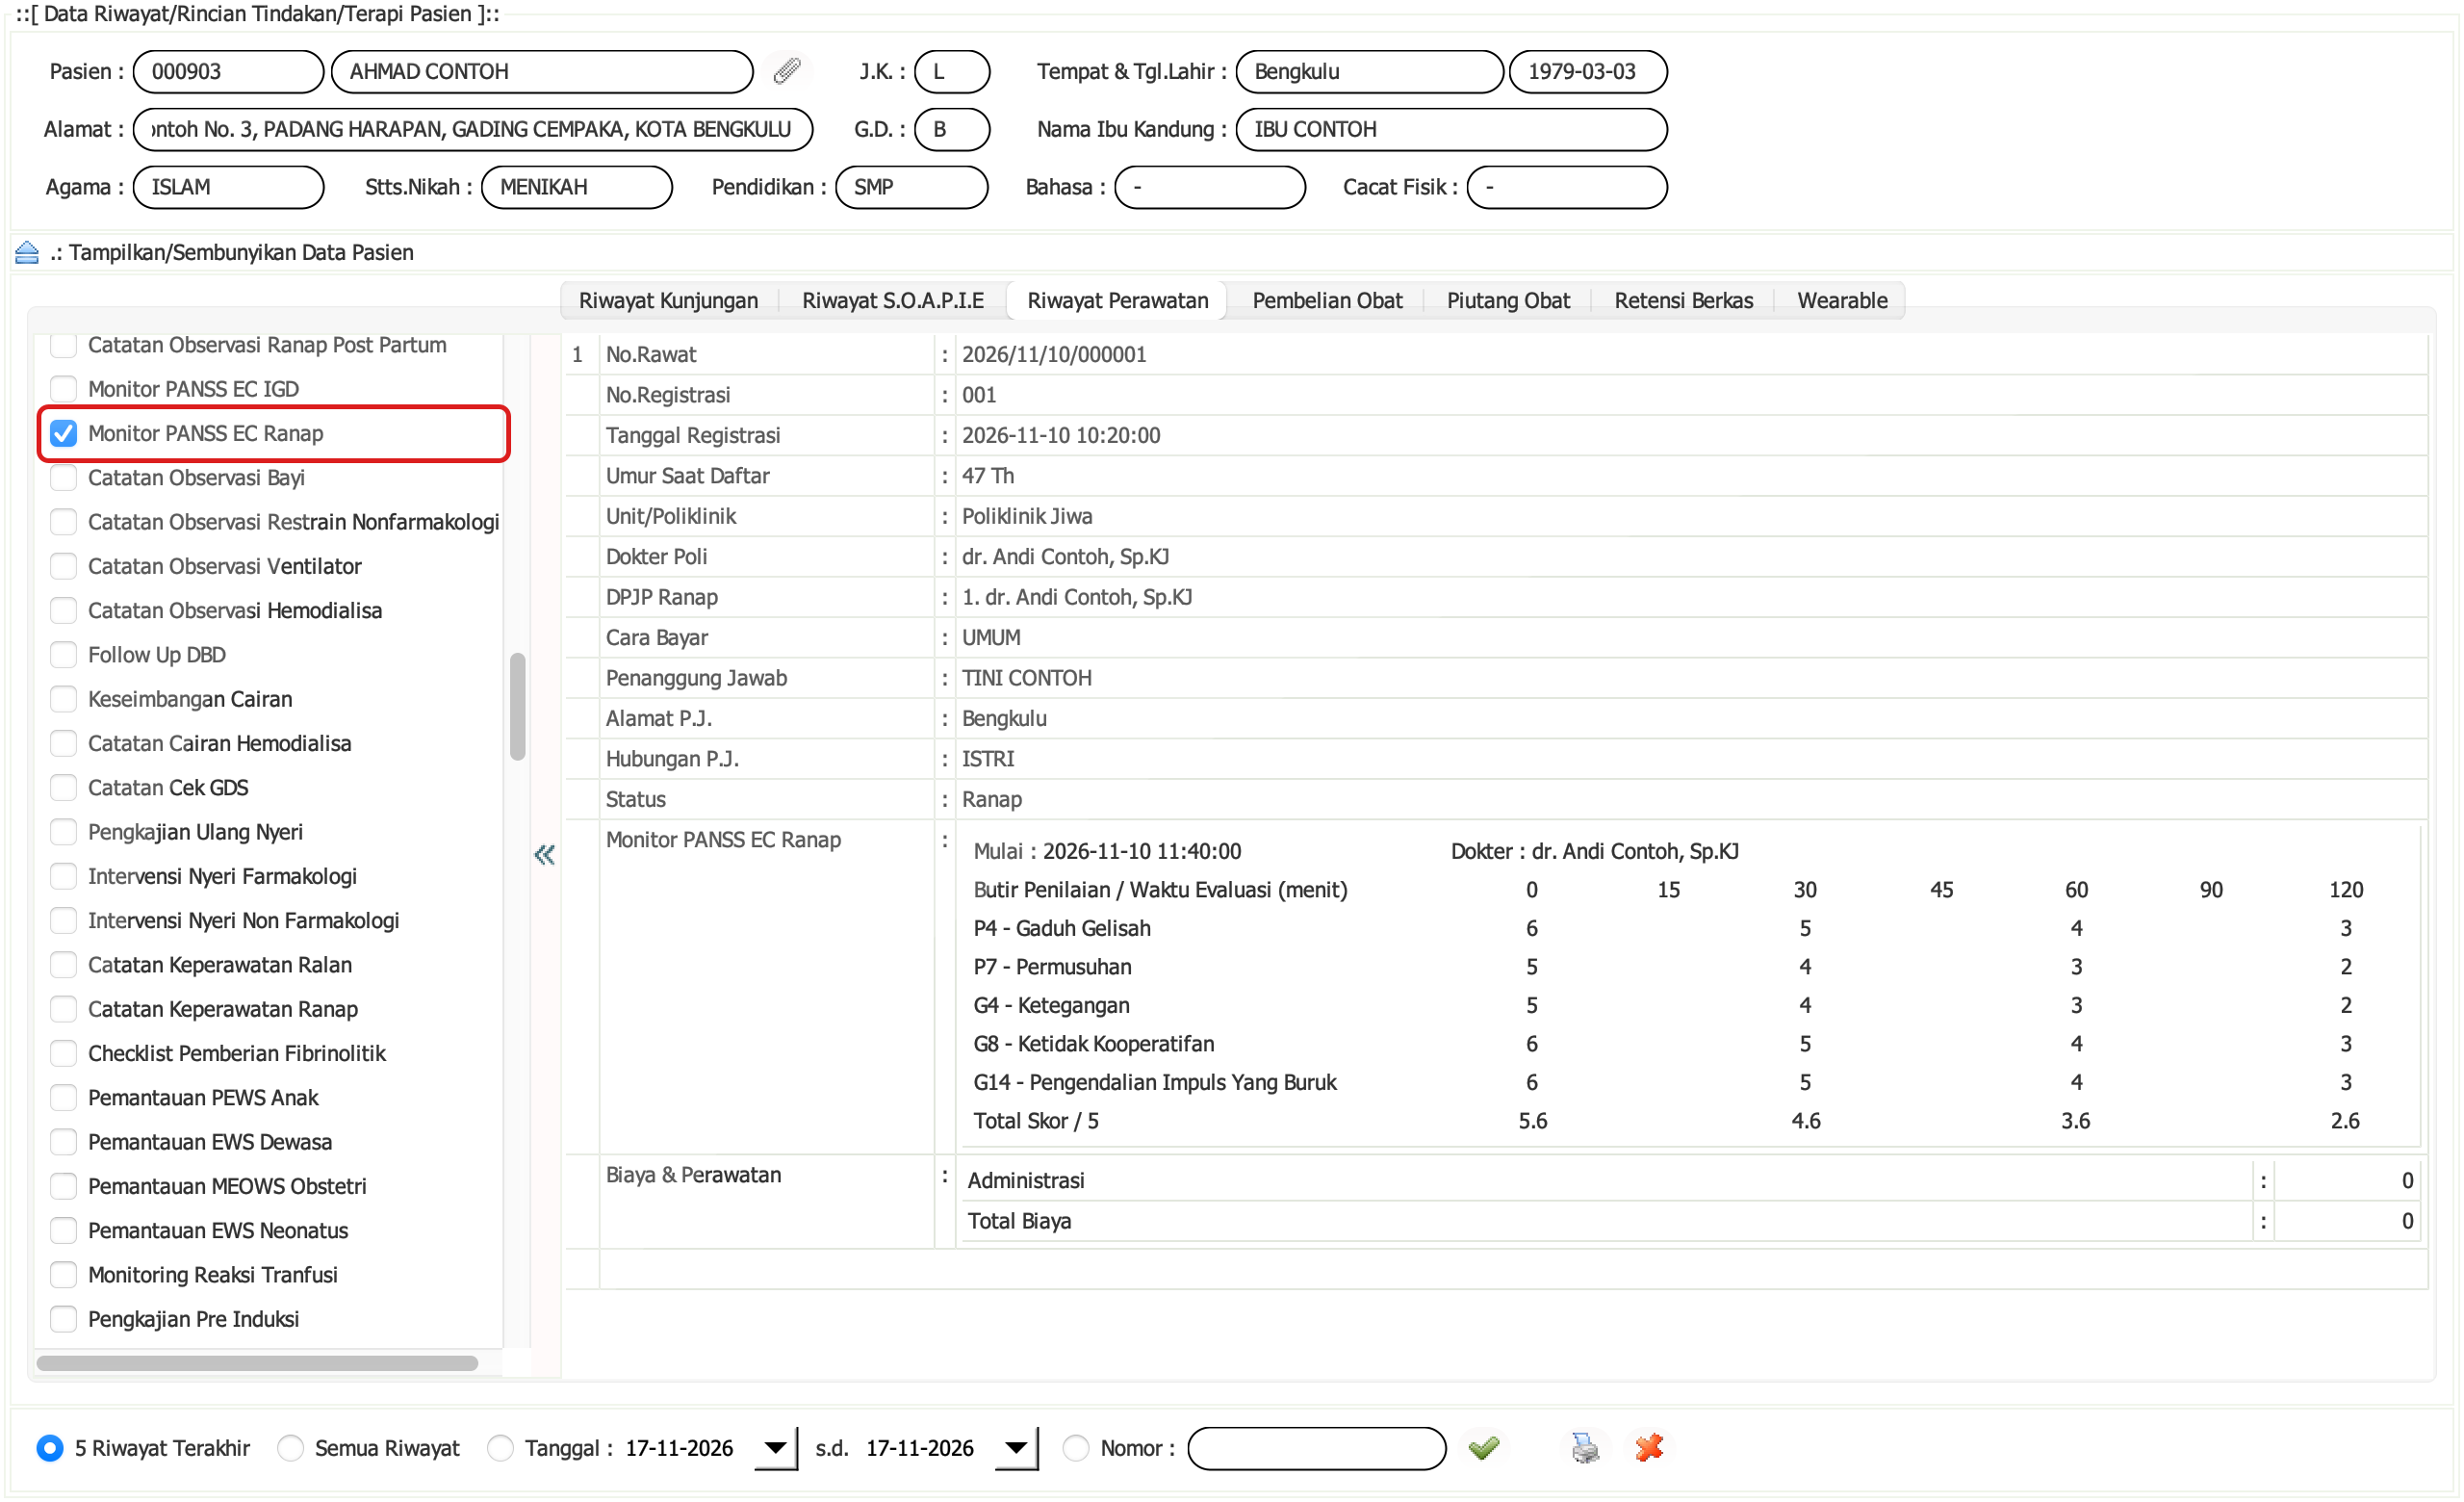 ::[ Data Riwayat/Rincian Tindakan/Terapi Pasien ]::
Pasien : 000903 AHMAD CONTOH J.K. : L Tempat & Tgl.Lahir : Bengkulu 1979-03-03
Alamat : ontoh No. 3, PADANG HARAPAN, GADING CEMPAKA, KOTA BENGKULU G.D. : B Nama Ibu Kandung : IBU CONTOH
Agama : ISLAM Stts.Nikah : MENIKAH Pendidikan : SMP Bahasa : - Cacat Fisik : -
.: Tampilkan/Sembunyikan Data Pasien
Riwayat Kunjungan Riwayat S.O.A.P.I.E Riwayat Perawatan Pembelian Obat Piutang Obat Retensi Berkas Wearable
Catatan Observasi Ranap Post Partum
Monitor PANSS EC IGD
Monitor PANSS EC Ranap
Catatan Observasi Bayi
Catatan Observasi Restrain Nonfarmakologi
Catatan Observasi Ventilator
Catatan Observasi Hemodialisa
Follow Up DBD
Keseimbangan Cairan
Catatan Cairan Hemodialisa
Catatan Cek GDS
Pengkajian Ulang Nyeri
Intervensi Nyeri Farmakologi
Intervensi Nyeri Non Farmakologi
Catatan Keperawatan Ralan
Catatan Keperawatan Ranap
Checklist Pemberian Fibrinolitik
Pemantauan PEWS Anak
Pemantauan EWS Dewasa
Pemantauan MEOWS Obstetri
Pemantauan EWS Neonatus
Monitoring Reaksi Tranfusi
Pengkajian Pre Induksi
1 No.Rawat : 2026/11/10/000001
No.Registrasi : 001
Tanggal Registrasi : 2026-11-10 10:20:00
Umur Saat Daftar : 47 Th
Unit/Poliklinik : Poliklinik Jiwa
Dokter Poli : dr. Andi Contoh, Sp.KJ
DPJP Ranap : 1. dr. Andi Contoh, Sp.KJ
Cara Bayar : UMUM
Penanggung Jawab : TINI CONTOH
Alamat P.J. : Bengkulu
Hubungan P.J. : ISTRI
Status : Ranap
Monitor PANSS EC Ranap :
Mulai : 2026-11-10 11:40:00 Dokter : dr. Andi Contoh, Sp.KJ
Butir Penilaian / Waktu Evaluasi (menit) 0 15 30 45 60 90 120
P4 - Gaduh Gelisah 6 5 4 3
P7 - Permusuhan 5 4 3 2
G4 - Ketegangan 5 4 3 2
G8 - Ketidak Kooperatifan 6 5 4 3
G14 - Pengendalian Impuls Yang Buruk 6 5 4 3
Total Skor / 5 5.6 4.6 3.6 2.6
Biaya & Perawatan : Administrasi : 0
Total Biaya : 0
5 Riwayat Terakhir Semua Riwayat Tanggal : 17-11-2026 s.d. 17-11-2026 Nomor :